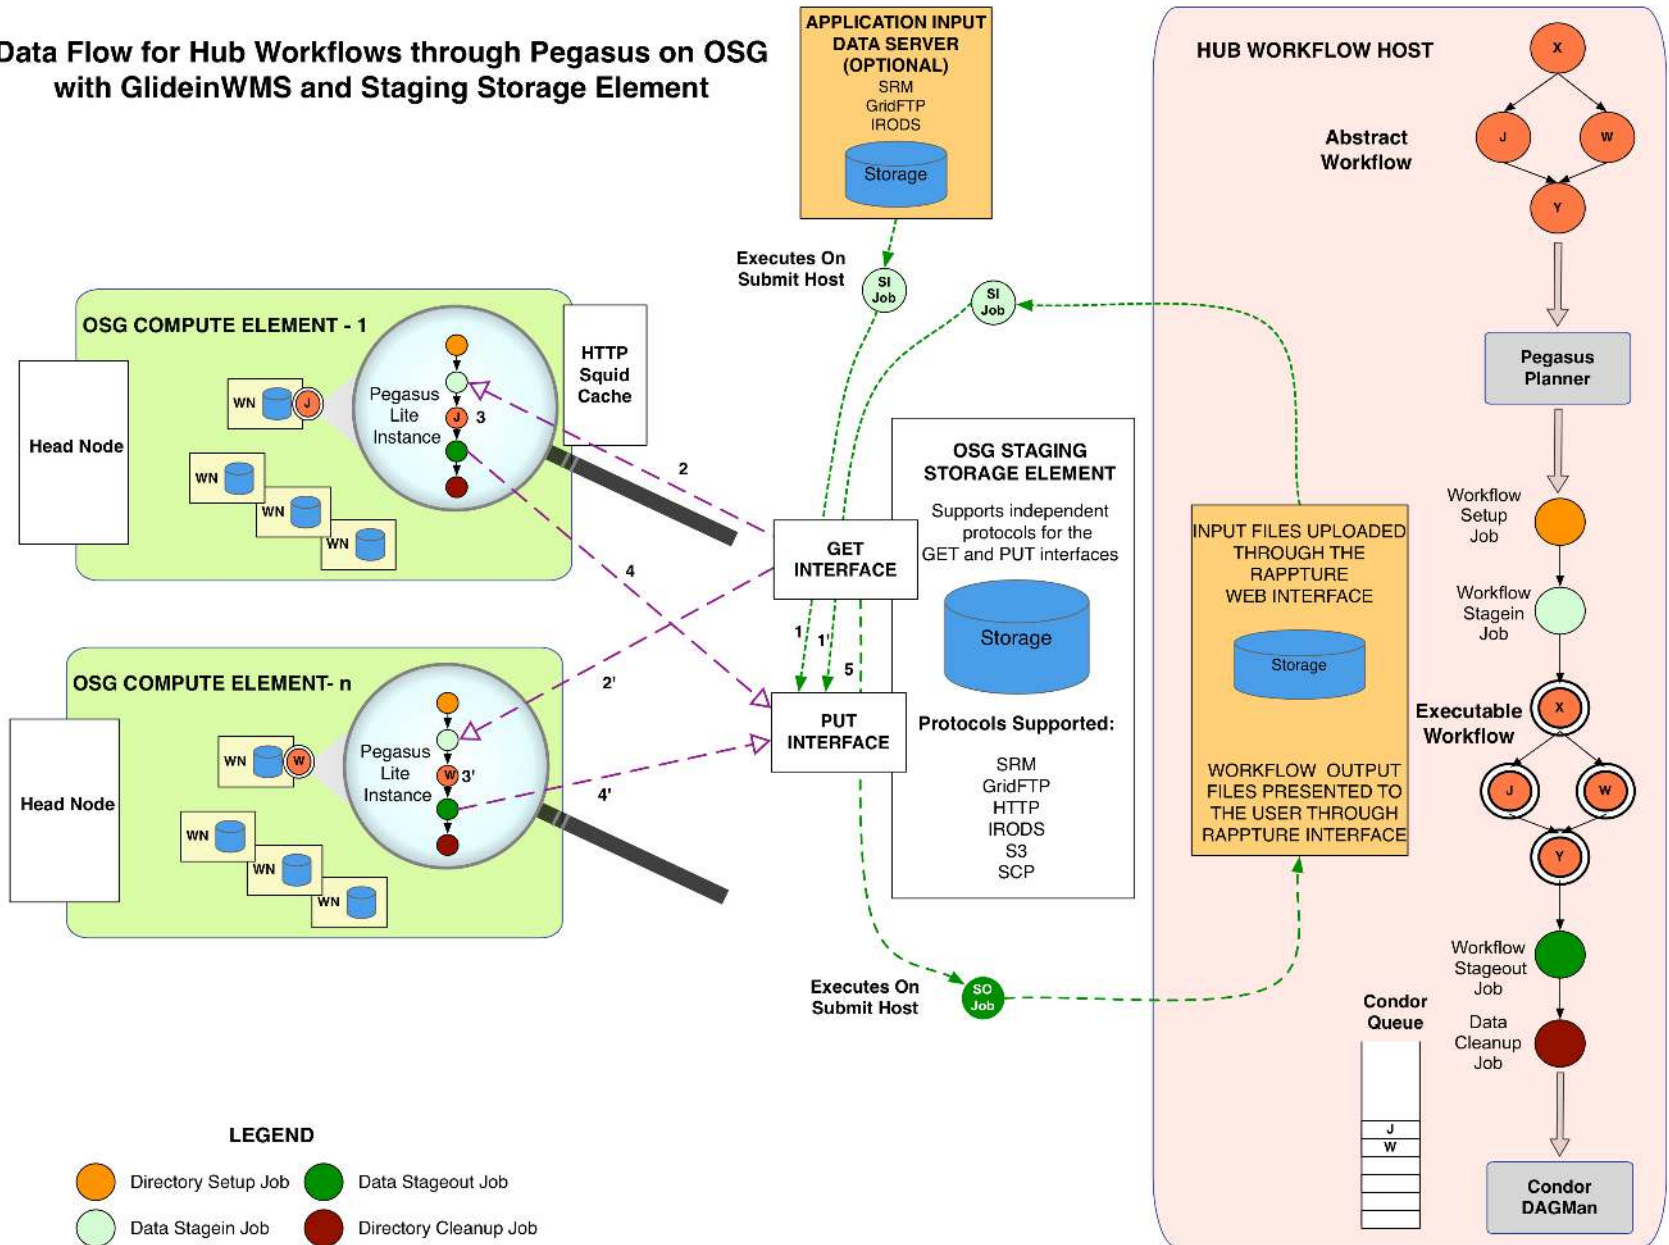 Data Flow for Hub Workflows through Pegasus on OSG
with GlideinWMS and Staging Storage Element
APPLICATION INPUT
DATA SERVER
(OPTIONAL)
SRM
GridFTP
IRODS
Storage
Executes On
Submit Host
SI
Job
SI
Job
HUB WORKFLOW HOST
Abstract
Workflow
X
J
W
Y
Pegasus
Planner
Workflow
Setup
Job
Workflow
Stagein
Job
Executable
Workflow
X
J
W
Y
Workflow
Stageout
Job
Data
Cleanup
Job
Condor
DAGMan
Condor
Queue
J
W
INPUT FILES UPLOADED
THROUGH THE
RAPPTURE
WEB INTERFACE
Storage
WORKFLOW OUTPUT
FILES PRESENTED TO
THE USER THROUGH
RAPPTURE INTERFACE
OSG COMPUTE ELEMENT - 1
Head Node
WN
J
WN
WN
WN
Pegasus
Lite
Instance
J
3
HTTP
Squid
Cache
2
4
OSG STAGING
STORAGE ELEMENT
Supports independent
protocols for the
GET and PUT interfaces
Storage
GET
INTERFACE
1
1'
5
2'
PUT
INTERFACE
4'
Protocols Supported:
SRM
GridFTP
HTTP
IRODS
S3
SCP
OSG COMPUTE ELEMENT- n
Head Node
WN
W
WN
WN
WN
Pegasus
Lite
Instance
W
3'
Executes On
Submit Host
SO
Job
LEGEND
Directory Setup Job
Data Stageout Job
Data Stagein Job
Directory Cleanup Job